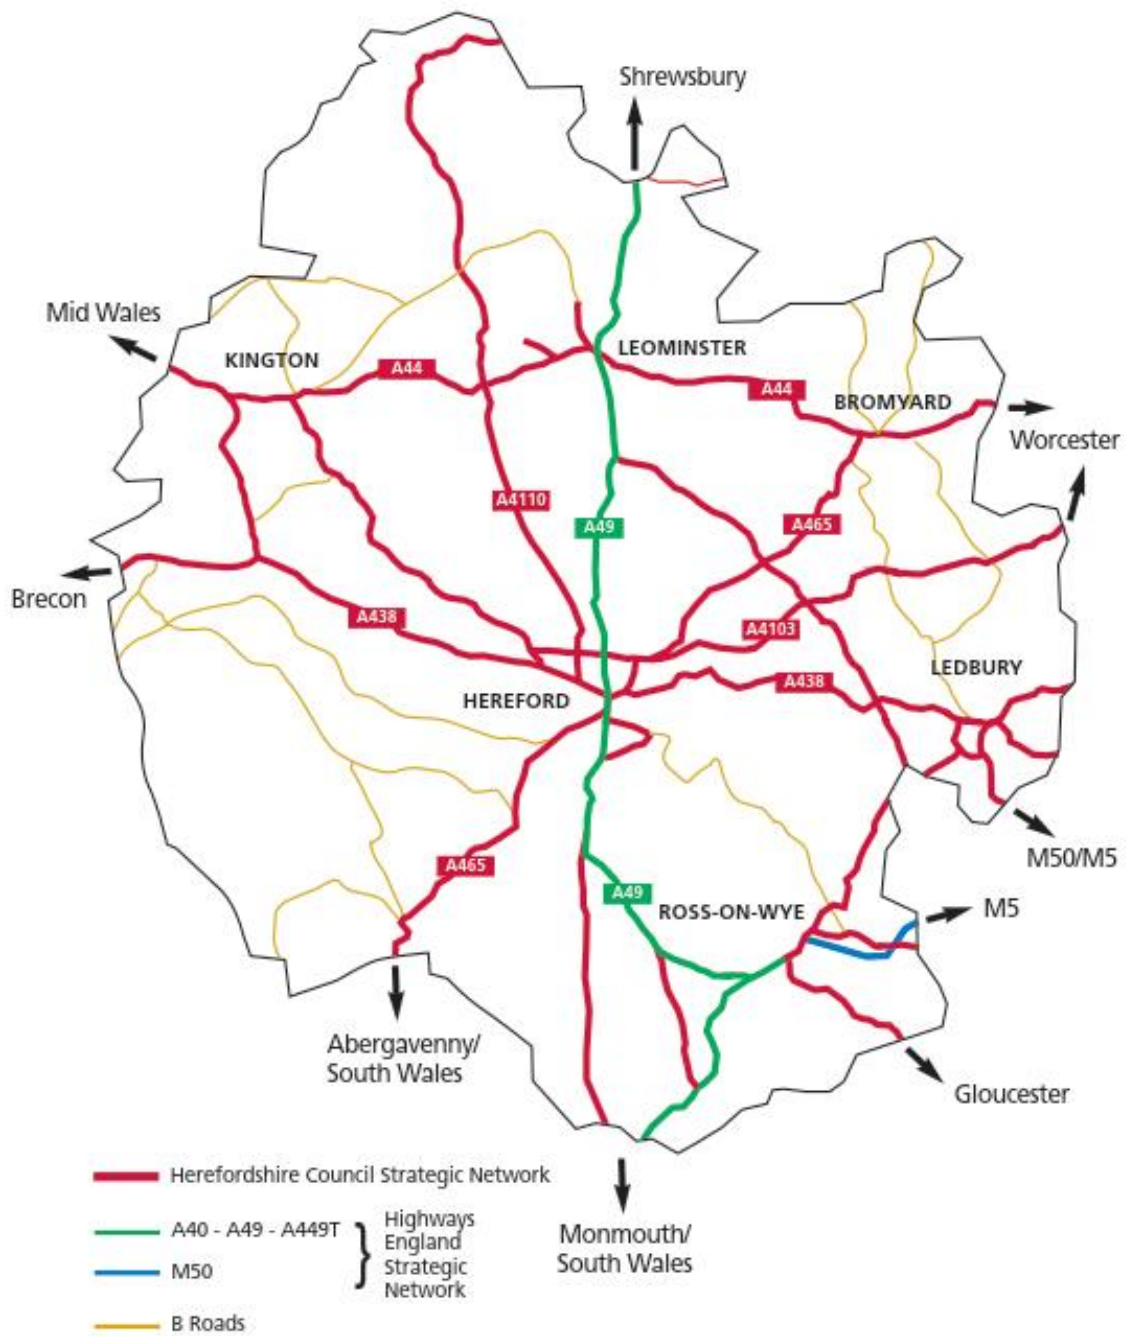 Shrewsbury
Mid Wales
KINGTON
LEOMINSTER
A44
A44
BROMYARD
Worcester
A4110
A49
A465
Brecon
A438
A4103
LEDBURY
A438
HEREFORD
M50/M5
A465
A49
ROSS-ON-WYE
M5
Abergavenny/
South Wales
Gloucester
Herefordshire Council Strategic Network
A40 - A49 - A449T
Highways
England
Strategic
Network
M50
B Roads
Monmouth/
South Wales